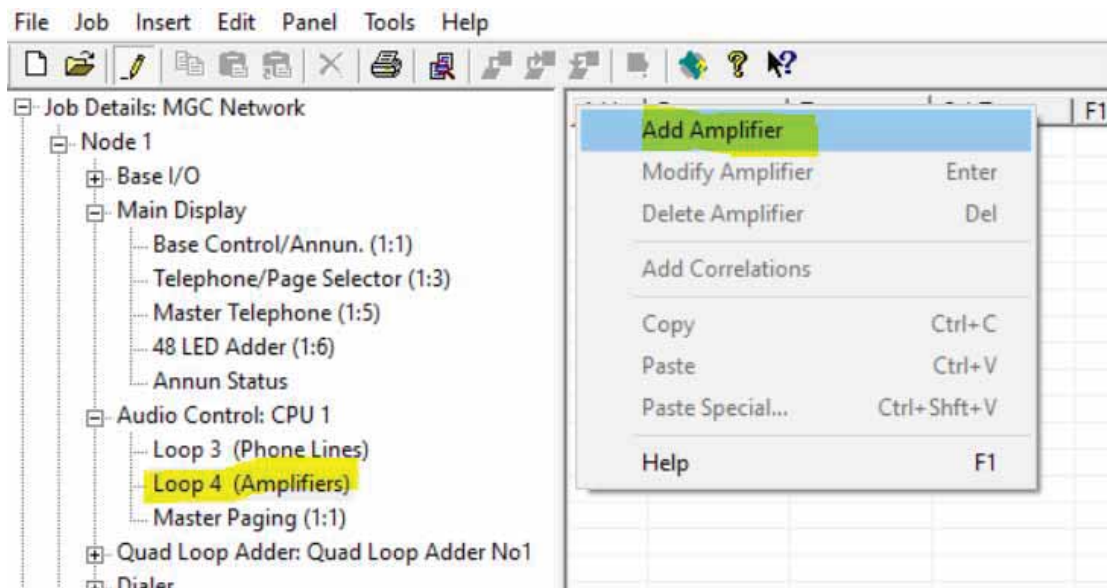 File Job Insert Edit Panel Tools Help
Job Details: MGC Network
Node 1
Base I/O
Main Display
Base Control/Annun. (1:1)
Telephone/Page Selector (1:3)
Master Telephone (1:5)
48 LED Adder (1:6)
Annun Status
Audio Control: CPU 1
Loop 3 (Phone Lines)
Loop 4 (Amplifiers)
Master Paging (1:1)
Quad Loop Adder: Quad Loop Adder No1
Dialer
F1
Add Amplifier
Modify Amplifier Enter
Delete Amplifier Del
Add Correlations
Copy Ctrl+C
Paste Ctrl+V
Paste Special... Ctrl+Shft+V
Help F1